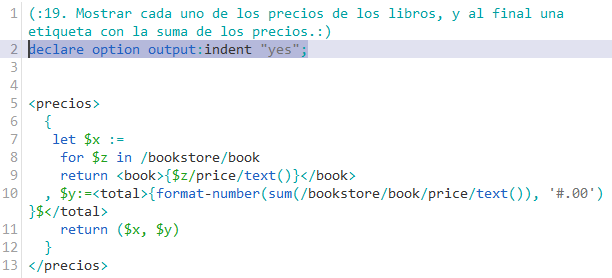 1 (:19. Mostrar cada uno de los precios de los libros, y al final una
etiqueta con la suma de los precios.:)
2 declare option output:indent "yes";
3
4
5 <precios>
6 {
7 let $x :=
8 for $z in /bookstore/book
9 return <book>{$z/price/text()}</book>
10 , $y:=<total>{format-number(sum(/bookstore/book/price/text()), '#.00')
}$</total>
11 return ($x, $y)
12 }
13 </precios>